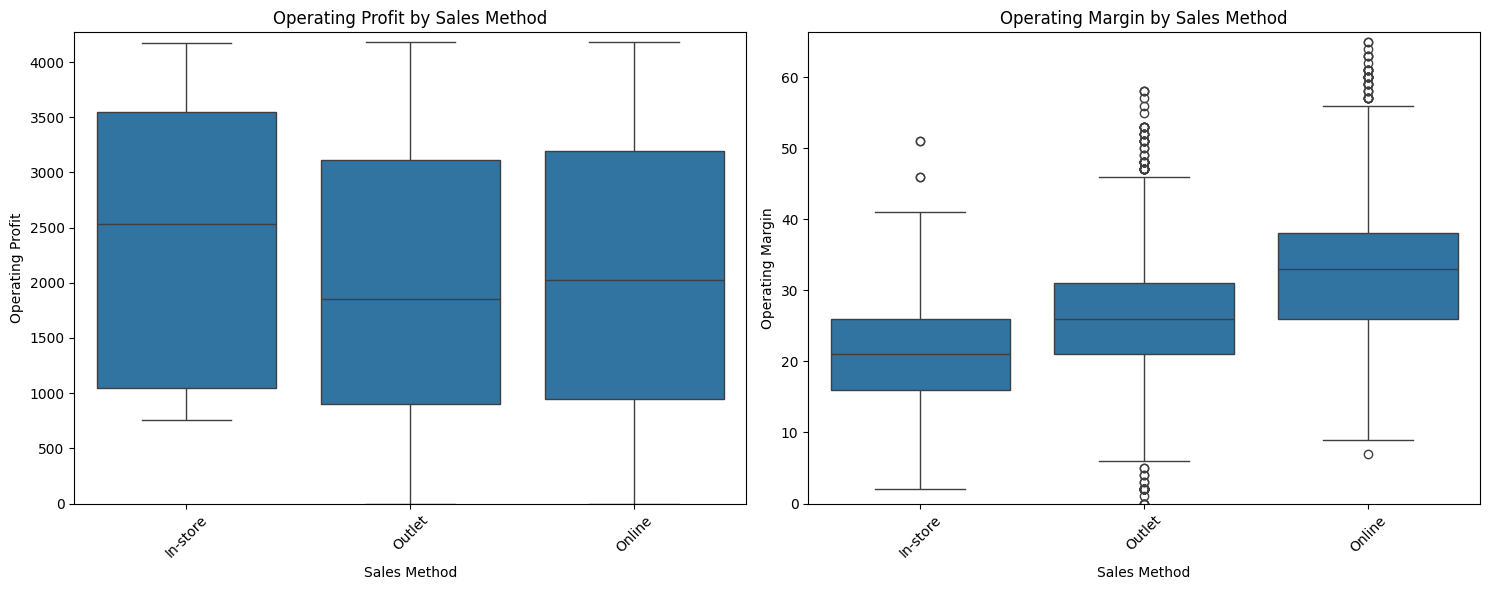 Operating Profit by Sales Method
Operating Profit
4000
3500
3000
2500
2000
1500
1000
500
0
In-store
Outlet
Online
Sales Method
Operating Margin by Sales Method
Operating Margin
60
50
40
30
20
10
0
In-store
Outlet
Online
Sales Method